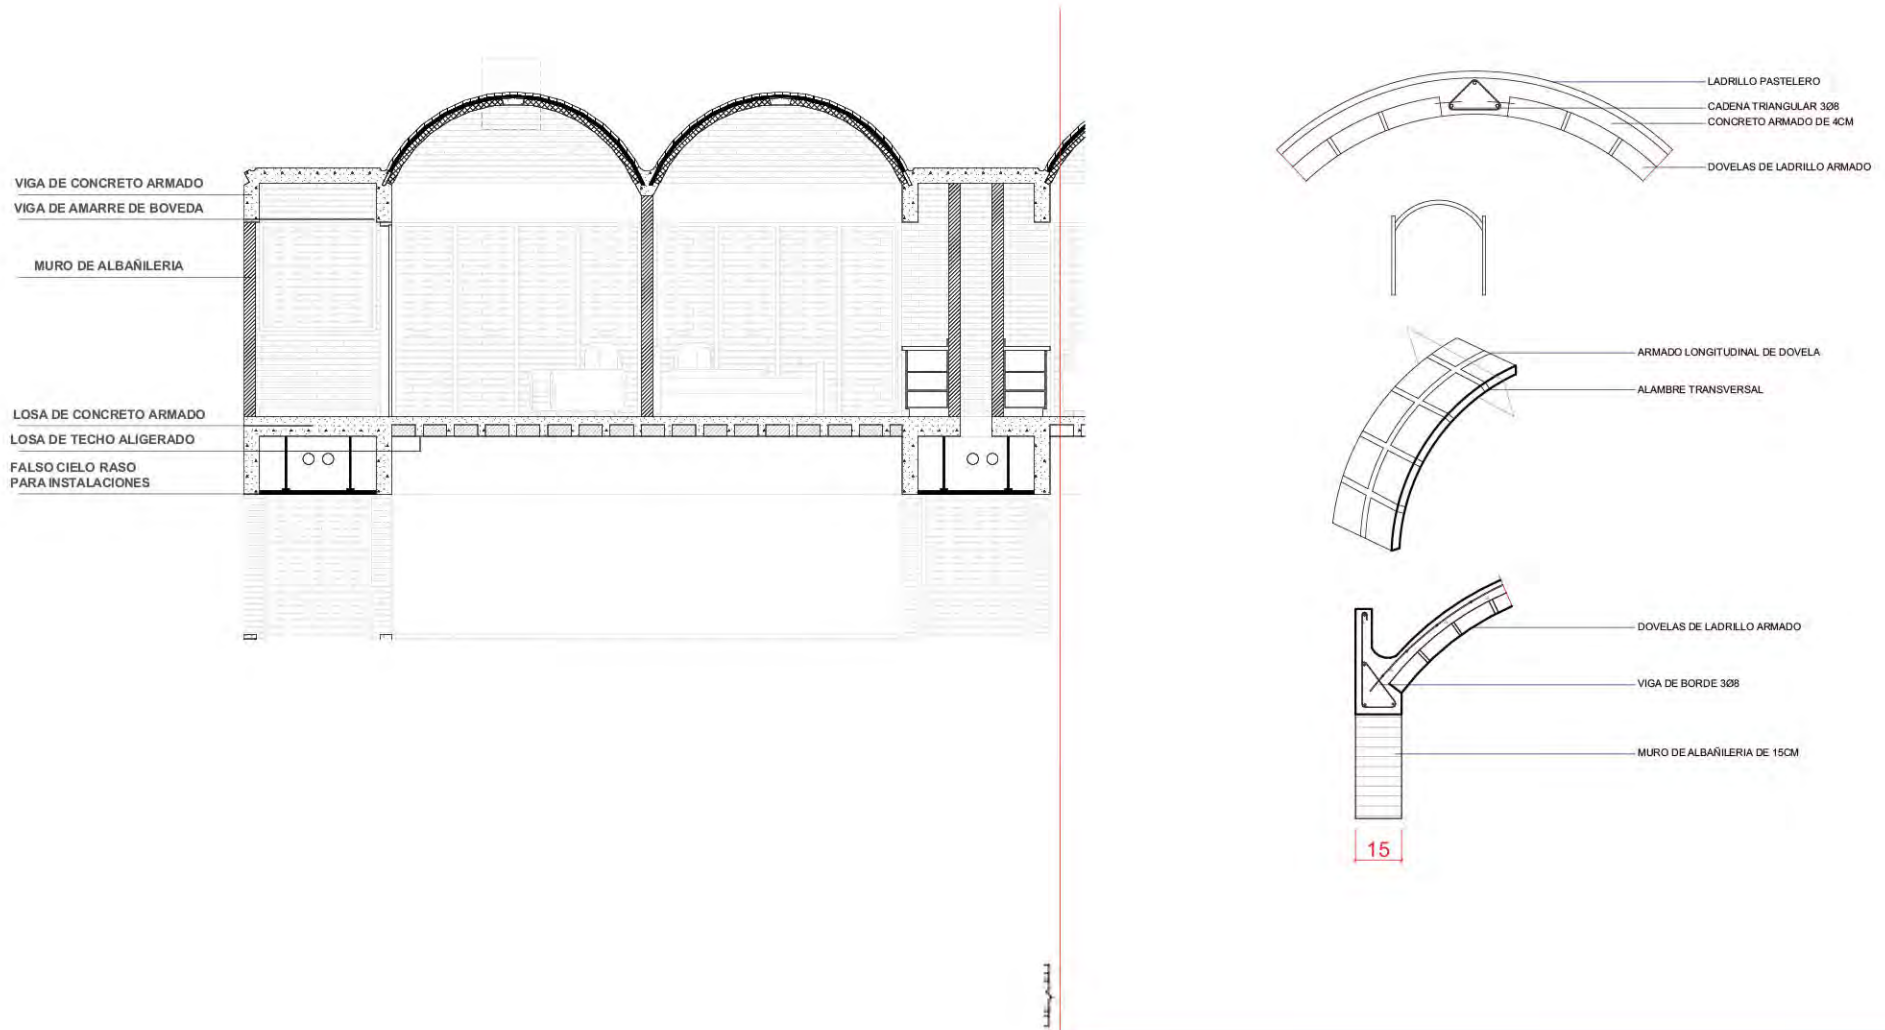 VIGA DE CONCRETO ARMADO
VIGA DE AMARRE DE BOVEDA
MURO DE ALBAÑILERIA
LOSA DE CONCRETO ARMADO
LOSA DE TECHO ALIGERADO
FALSO CIELO RASO
PARA INSTALACIONES
LADRILLO PASTELERO
CADENA TRIANGULAR 3Ø8
CONCRETO ARMADO DE 4CM
DOVELAS DE LADRILLO ARMADO
ARMADO LONGITUDINAL DE DOVELA
ALAMBRE TRANSVERSAL
DOVELAS DE LADRILLO ARMADO
VIGA DE BORDE 3Ø8
MURO DE ALBAÑILERIA DE 15CM
15